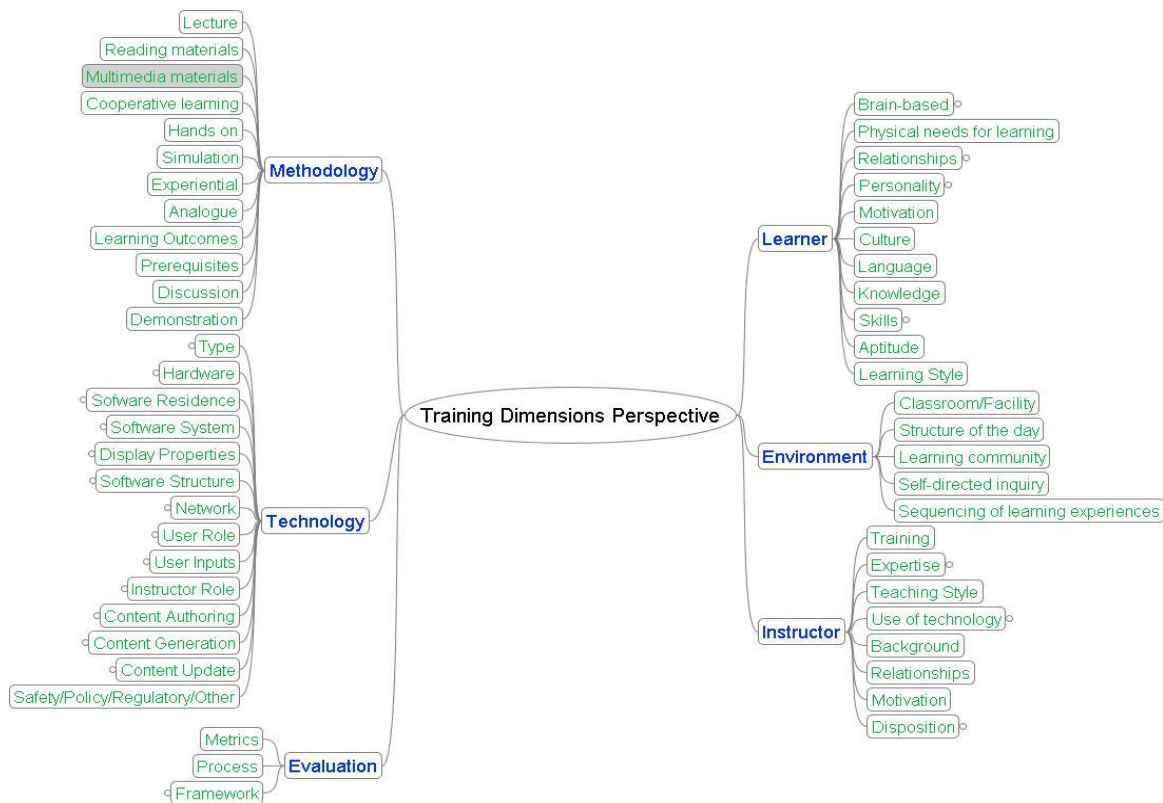 Lecture
Reading materials
Multimedia materials
Cooperative learning
Hands on
Simulation
Experiential
Analogue
Learning Outcomes
Prerequisites
Discussion
Demonstration
Methodology
Type
Hardware
Sofware Residence
Software System
Display Properties
Software Structure
Network
User Role
User Inputs
Instructor Role
Content Authoring
Content Generation
Content Update
Safety/Policy/Regulatory/Other
Technology
Metrics
Process
Framework
Evaluation
Training Dimensions Perspective
Learner
Brain-based
Physical needs for learning
Relationships
Personality
Motivation
Culture
Language
Knowledge
Skills
Aptitude
Learning Style
Environment
Classroom/Facility
Structure of the day
Learning community
Self-directed inquiry
Sequencing of learning experiences
Instructor
Training
Expertise
Teaching Style
Use of technology
Background
Relationships
Motivation
Disposition